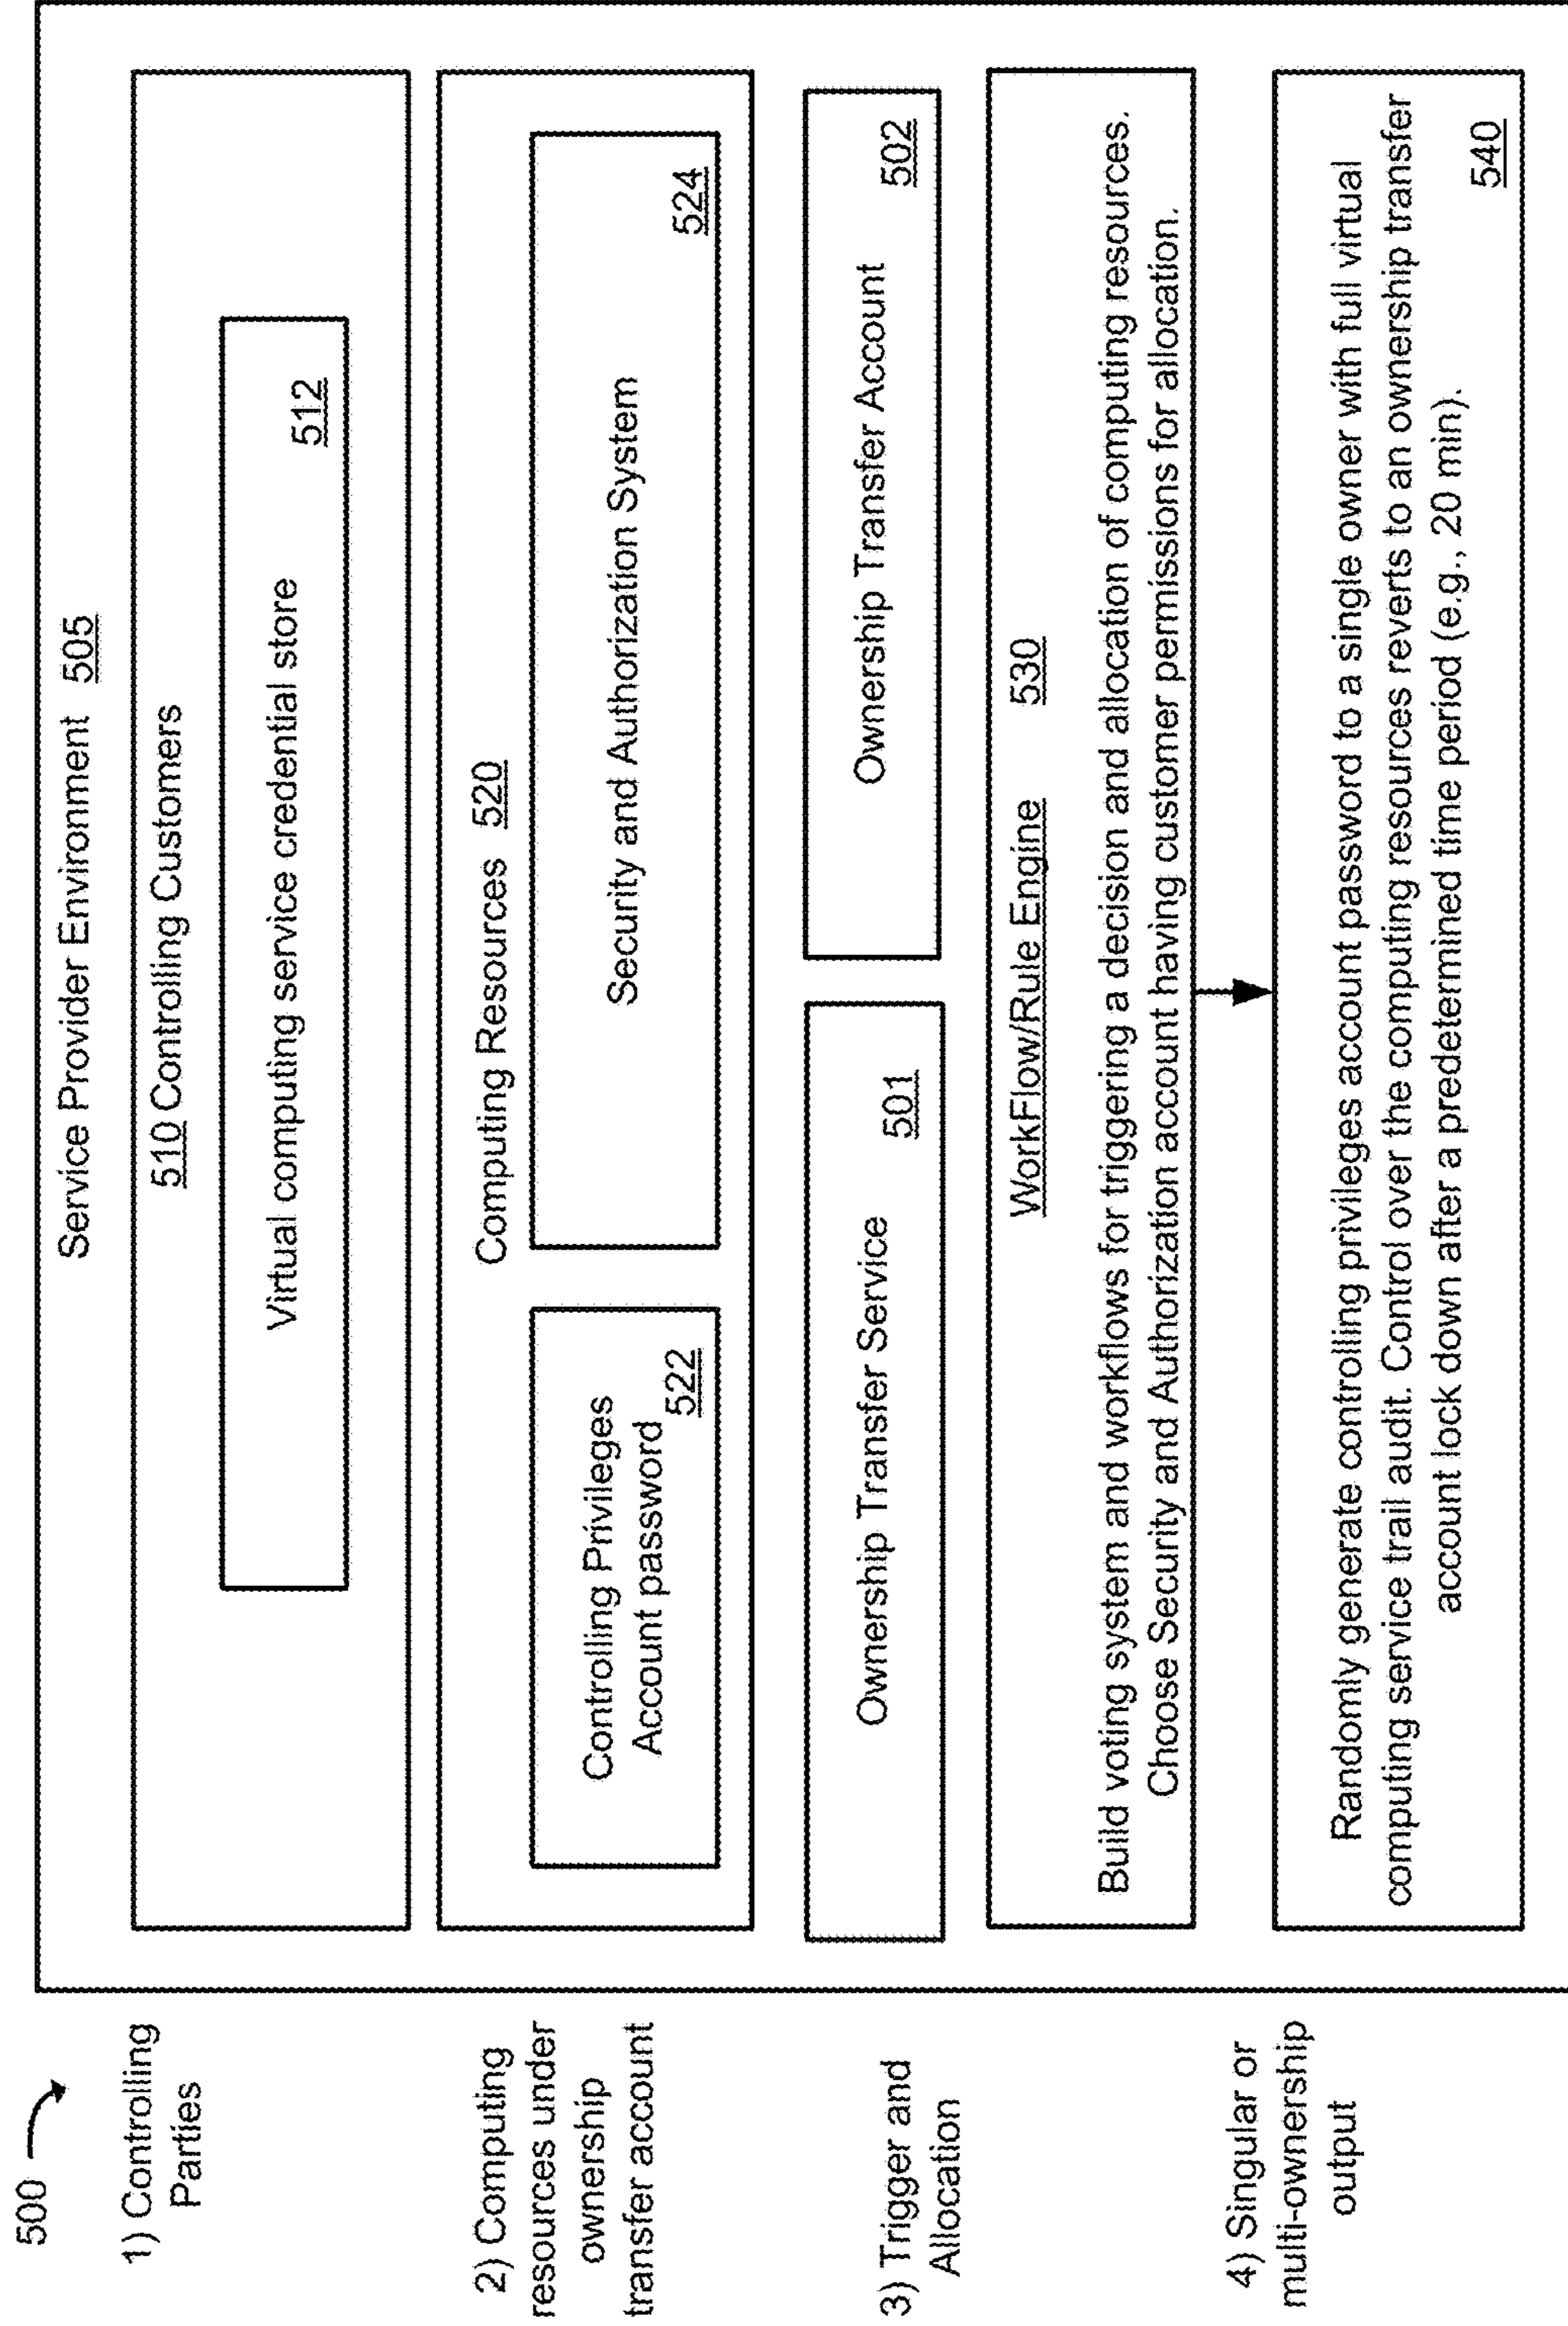 500
Service Provider Environment 505
1) Controlling
Parties
510 Controlling Customers
Virtual computing service credential store
512
2) Computing
resources under
ownership
transfer account
Computing Resources 520
Controlling Privileges
Account password
522
Security and Authorization System
524
3) Trigger and
Allocation
Ownership Transfer Service
501
Ownership Transfer Account
502
WorkFlow/Rule Engine 530
Build voting system and workflows for triggering a decision and allocation of computing resources.
Choose Security and Authorization account having customer permissions for allocation.
4) Singular or
multi-ownership
output
Randomly generate controlling privileges account password to a single owner with full virtual
computing service trail audit. Control over the computing resources reverts to an ownership transfer
account lock down after a predetermined time period (e.g., 20 min).
540